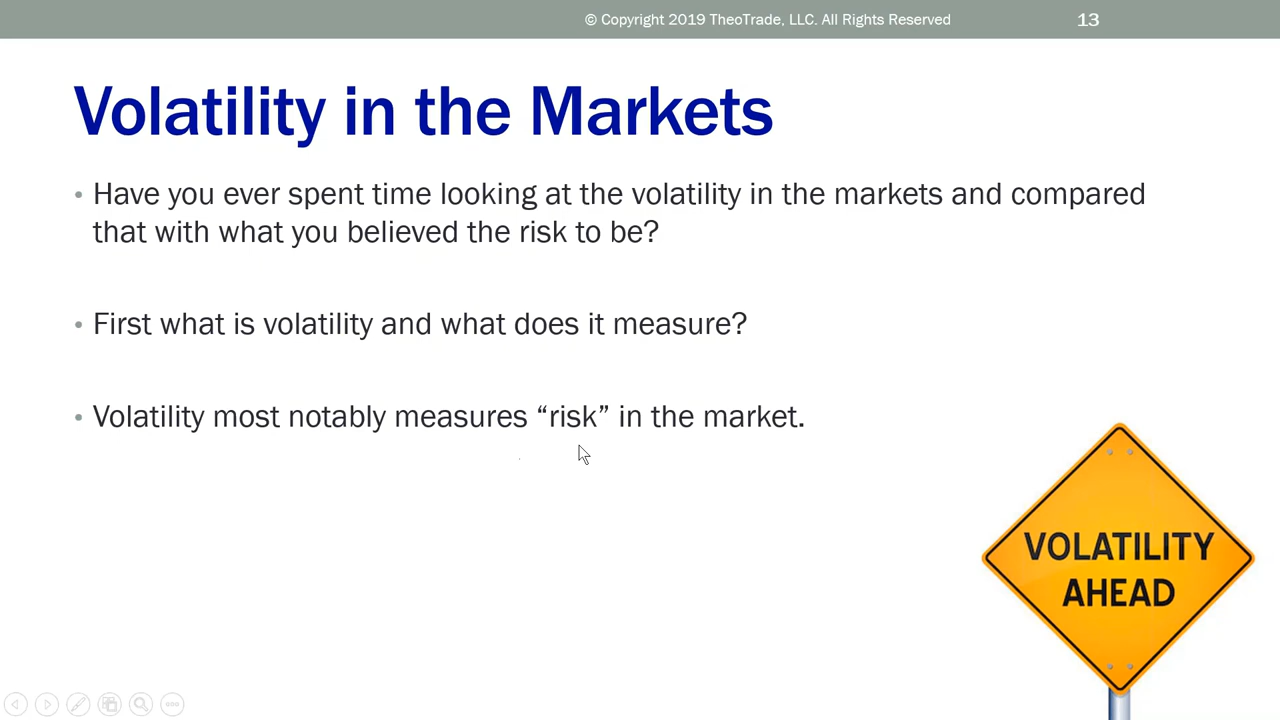 © Copyright 2019 TheoTrade, LLC. All Rights Reserved
13
Volatility in the Markets
• Have you ever spent time looking at the volatility in the markets and compared
that with what you believed the risk to be?
• First what is volatility and what does it measure?
• Volatility most notably measures “risk” in the market.
VOLATILITY
AHEAD